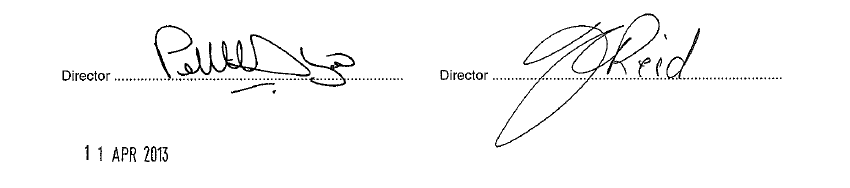 Director .......... Director .......... Reid
11 APR 2013